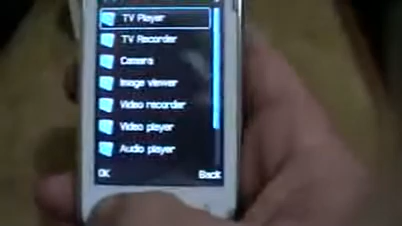 TV Player
TV Recorder
Camera
Image viewer
Video recorder
Video player
Audio player
OK
Back